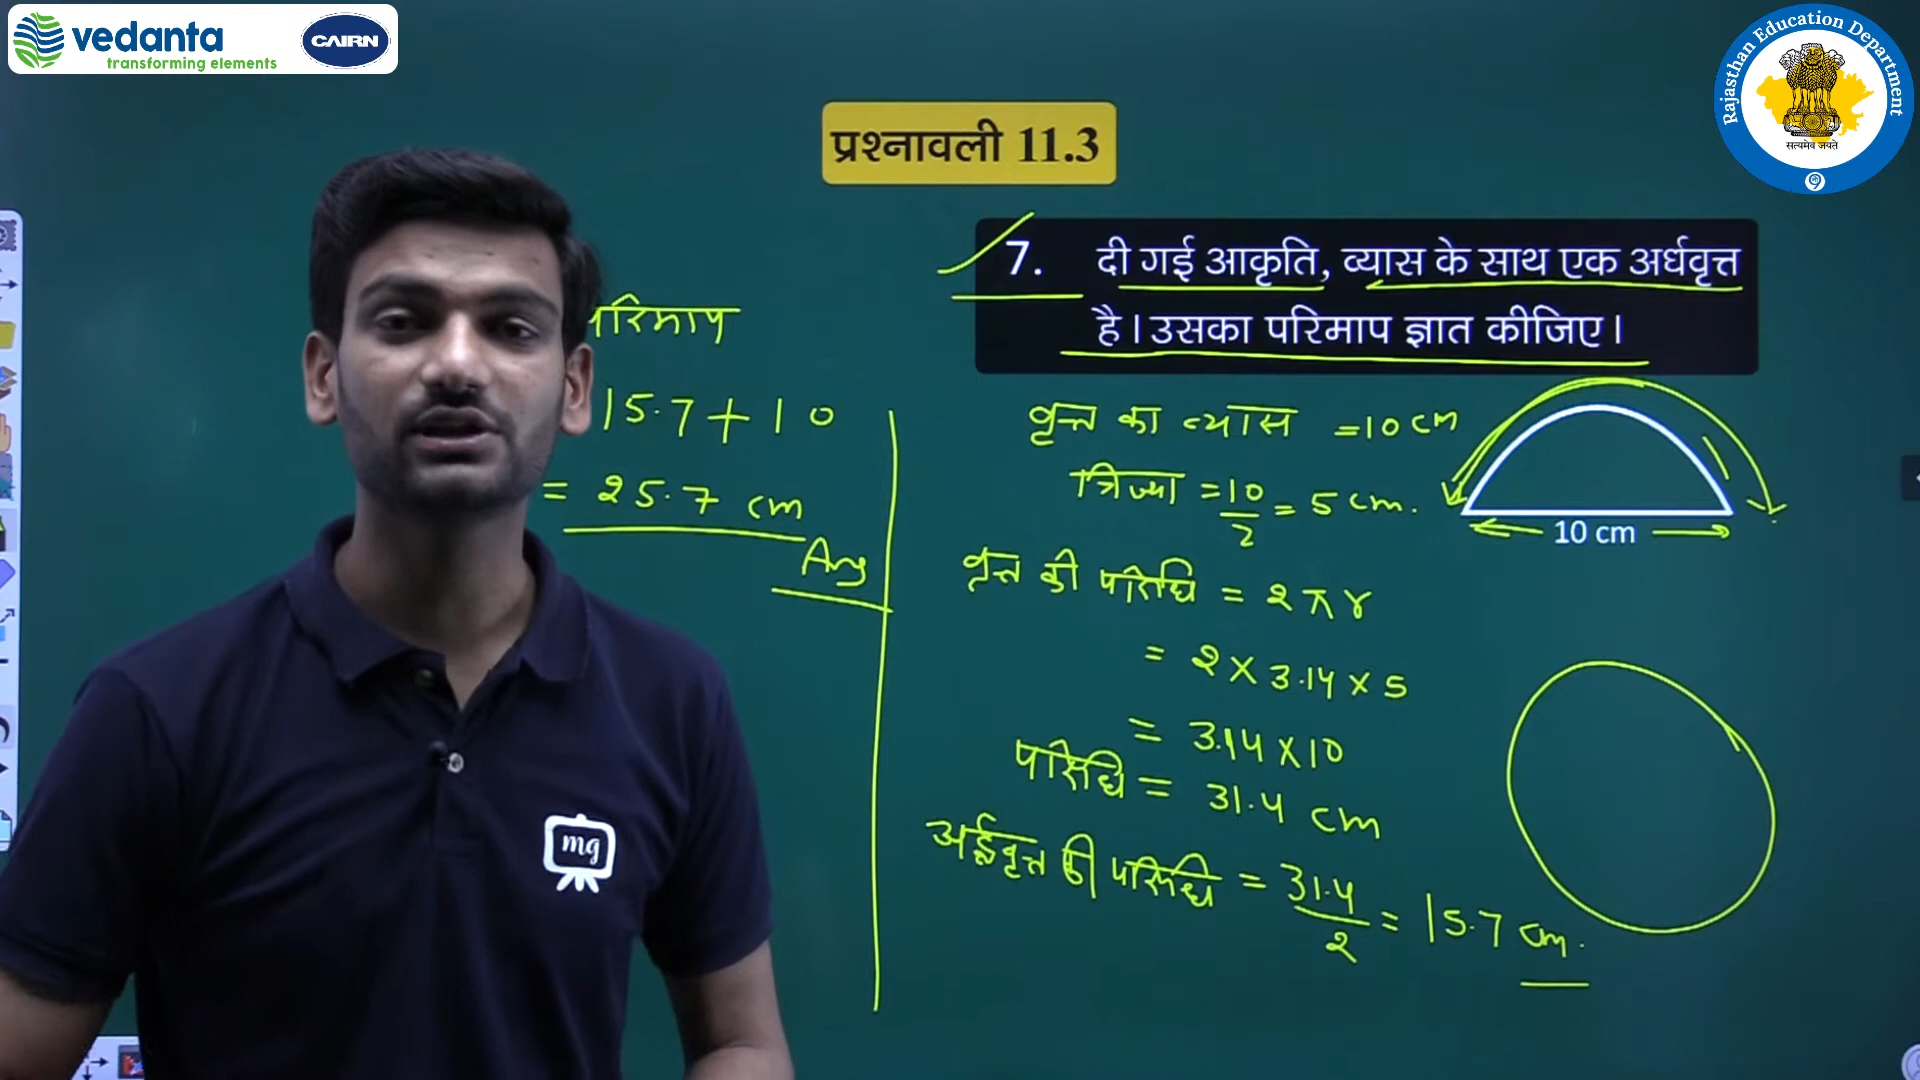 vedanta
transforming elements
CAIRN
Rajasthan Education Department
सत्यमेव जयते
प्रश्नावली 11.3
7. दी गई आकृति, व्यास के साथ एक अर्धवृत्त
है। उसका परिमाप ज्ञात कीजिए।
वृत्त का व्यास = 10 cm
त्रिज्या = 10/2 = 5 cm.
10 cm
वृत्त की परिधि = 2πr
= 2 × 3.14 × 5
= 3.14 × 10
परिधि = 31.4 cm
अर्द्धवृत्त की परिधि = 31.4/2 = 15.7 cm.
परिमाप
15.7 + 10
= 25.7 cm
Ans
mg